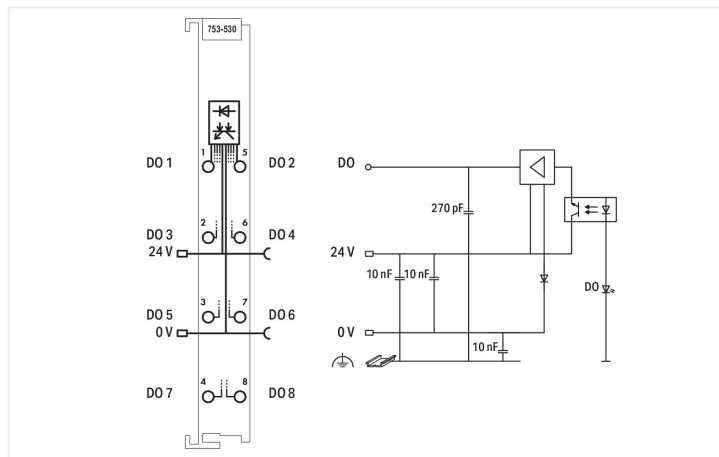 753-530
1 5
DO 1 DO 2 DO
270 pF
2 6
DO 3 DO 4
24 V 24 V
10 nF 10 nF
DO
3 7
DO 5 DO 6
0 V 0 V
10 nF
4 8
DO 7 DO 8